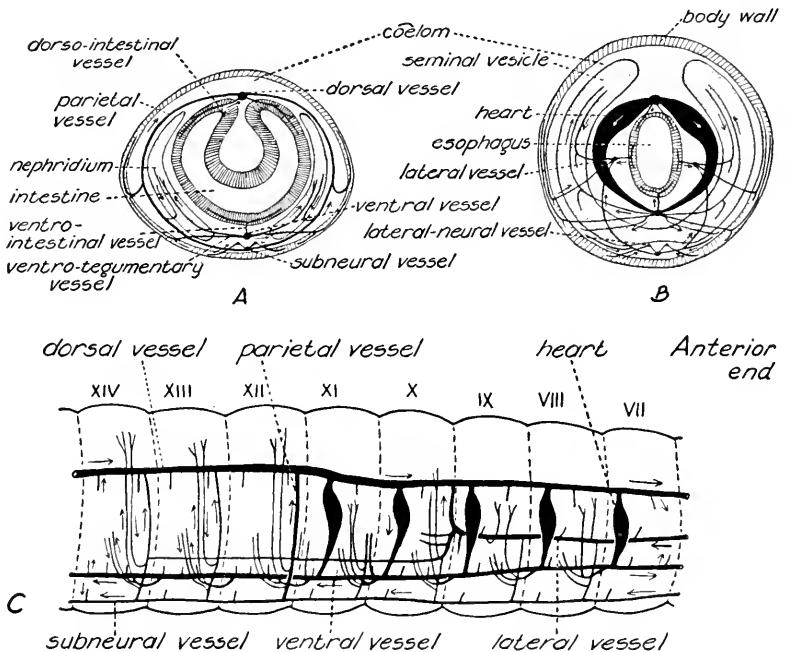 dorso-intestinal
vessel
parietal
vessel
nephridium
intestine
ventro-
intestinal vessel
ventro-tegumentary
vessel
coelom
dorsal vessel
ventral vessel
subneural vessel
A
body wall
seminal vesicle
heart
esophagus
lateral vessel
lateral-neural vessel
B
dorsal vessel
parietal vessel
heart
Anterior
end
XIV XIII XII XI X IX VIII VII
C
subneural vessel ventral vessel lateral vessel